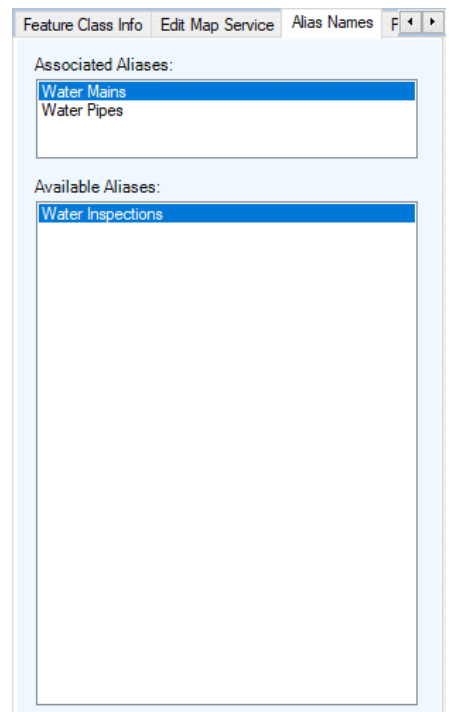 Feature Class Info Edit Map Service Alias Names F
Associated Aliases:
Water Mains
Water Pipes
Available Aliases:
Water Inspections